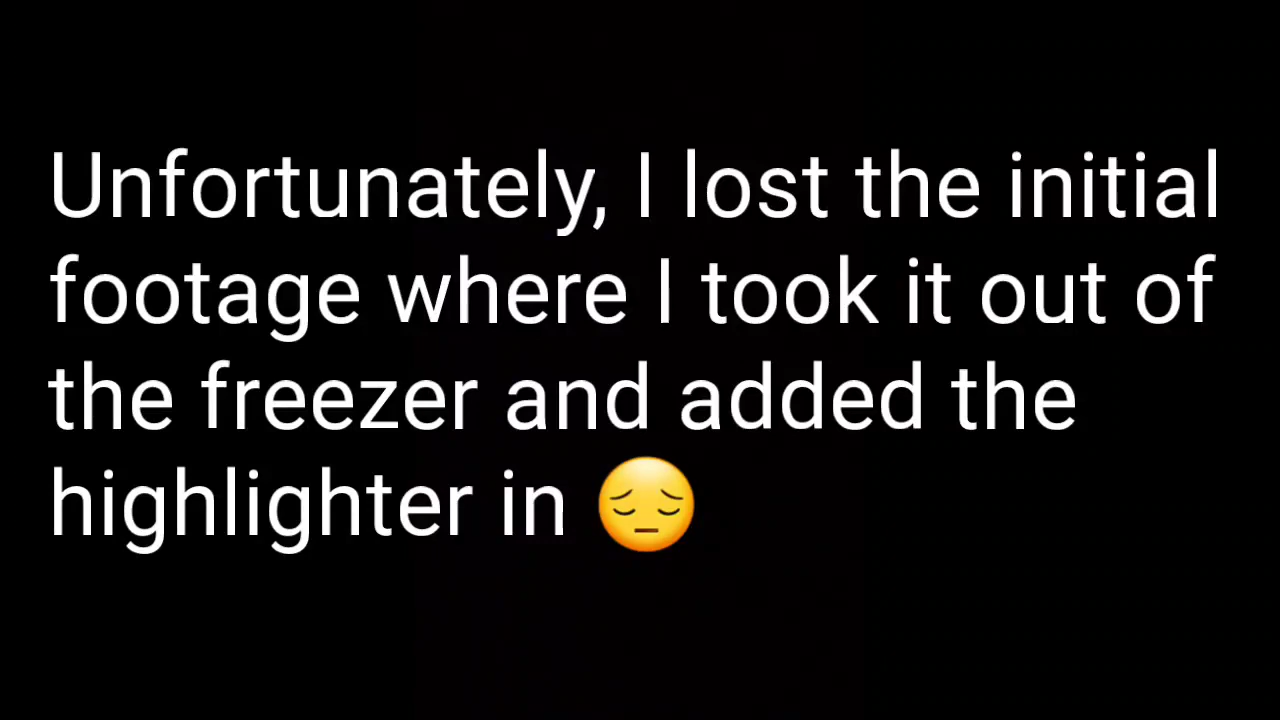 Unfortunately, I lost the initial
footage where I took it out of
the freezer and added the
highlighter in 😔